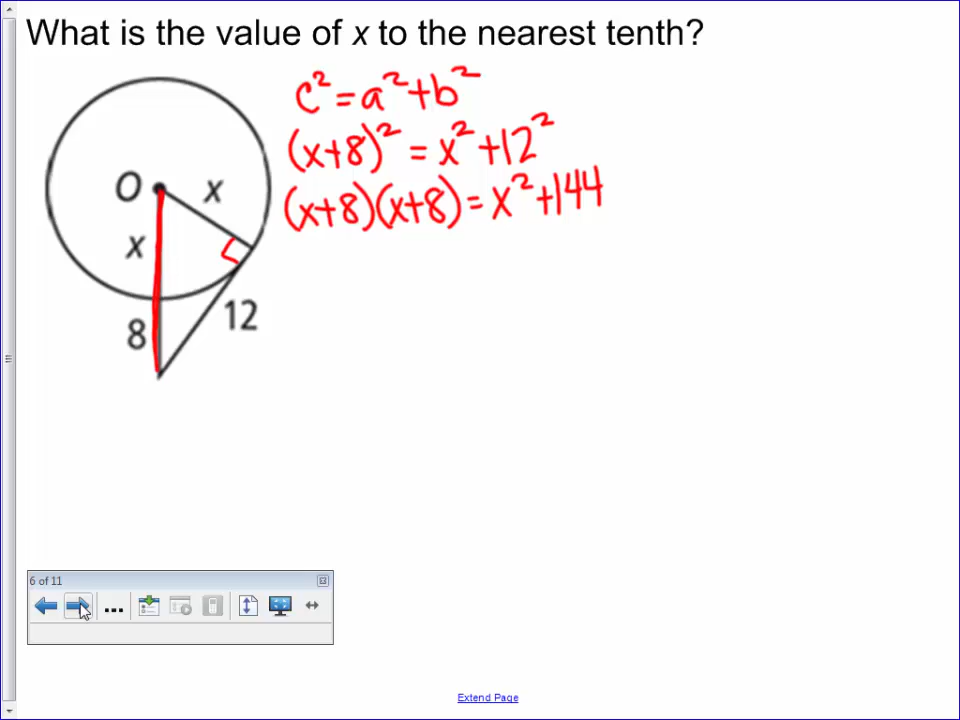 What is the value of x to the nearest tenth?
c² = a² + b²
(x+8)² = x² + 12²
(x+8)(x+8) = x² + 144
O
x
x
8
12
6 of 11
...
Extend Page